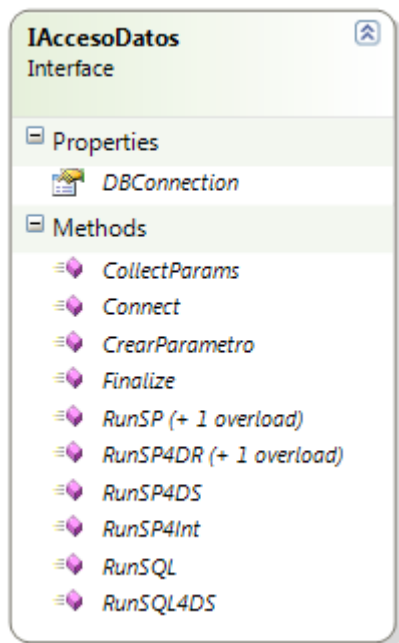 IAccesoDatos
Interface
Properties
DBConnection
Methods
CollectParams
Connect
CrearParametro
Finalize
RunSP (+ 1 overload)
RunSP4DR (+ 1 overload)
RunSP4DS
RunSP4Int
RunSQL
RunSQL4DS